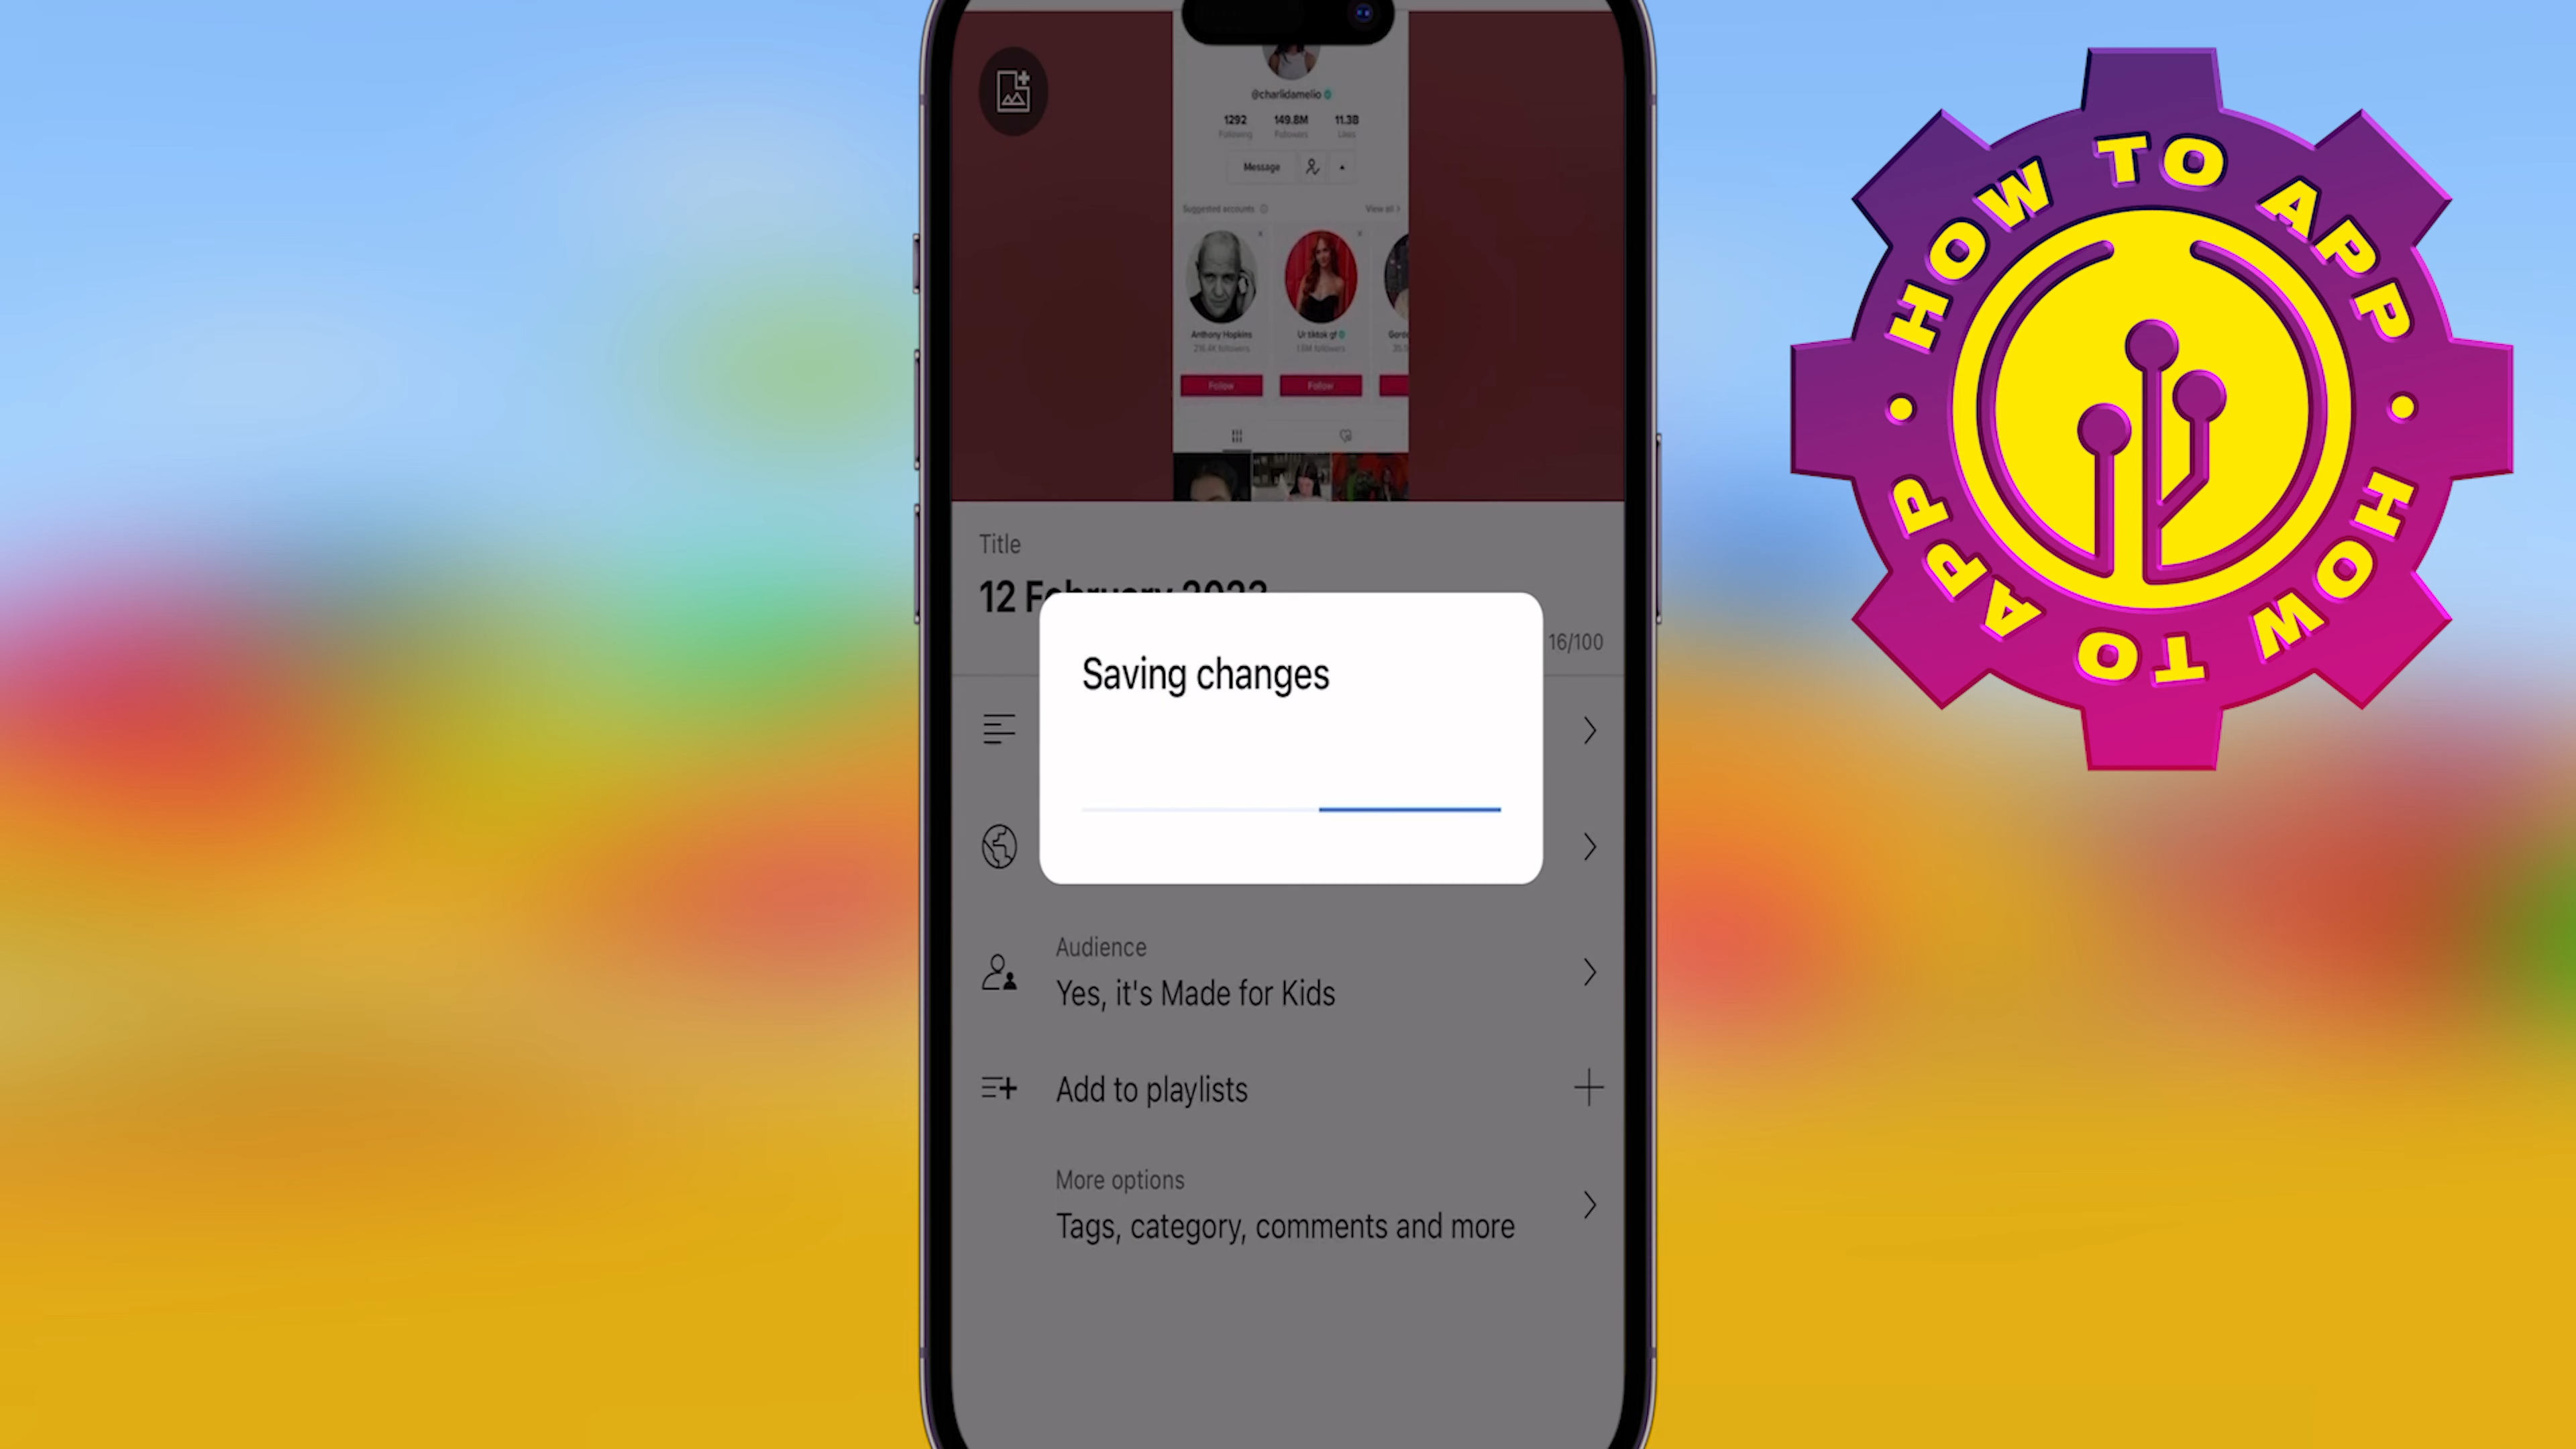 @charlidamelio
1292 149.8M 11.3B
Following Followers Likes
Message
Suggested accounts View all >
Anthony Hopkins Ur tiktok gf
216.4K followers 1.8M followers
Follow Follow
Title
12 February 2023
16/100
Saving changes
Audience
Yes, it's Made for Kids
Add to playlists
More options
Tags, category, comments and more
HOW TO APP • HOW TO APP •